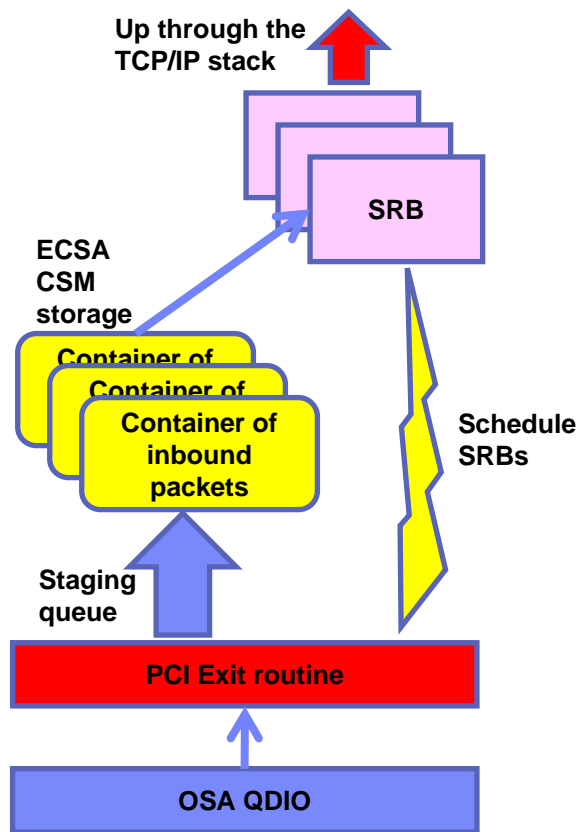 Up through the
TCP/IP stack
SRB
ECSA
CSM
storage
Container of
Container of
Container of
inbound
packets
Schedule
SRBs
Staging
queue
PCI Exit routine
OSA QDIO